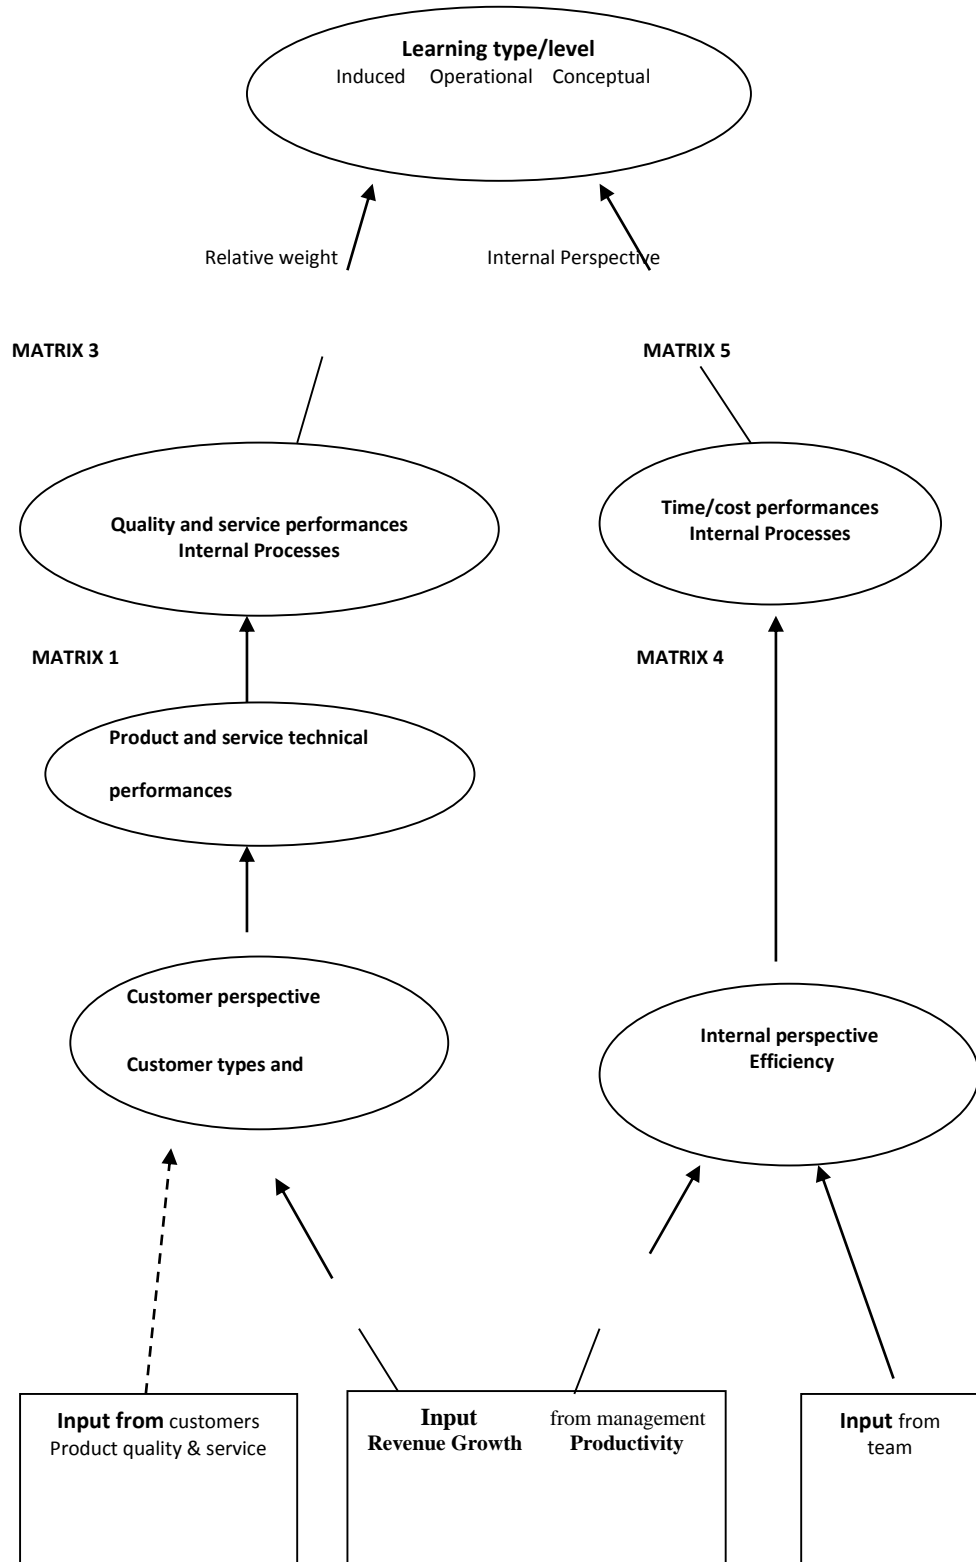 Learning type/level
Induced Operational Conceptual
Relative weight
Internal Perspective
MATRIX 3
MATRIX 5
Quality and service performances
Internal Processes
Time/cost performances
Internal Processes
MATRIX 1
MATRIX 4
Product and service technical
performances
Customer perspective
Customer types and
Internal perspective
Efficiency
Input from customers
Product quality & service
Input from management
Revenue Growth Productivity
Input from
team